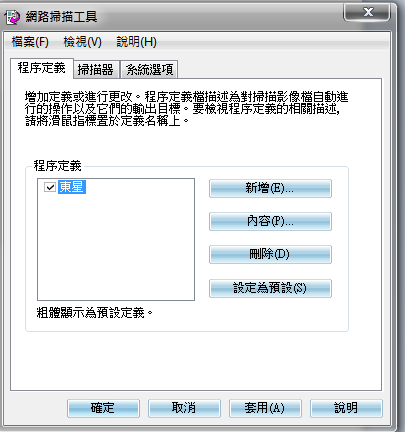 網路掃描工具
檔案(F) 檢視(V) 說明(H)
程序定義 掃描器 系統選項
增加定義或進行更改。程序定義檔描述為對掃描影像檔自動進
行的操作以及它們的輸出目標。要檢視程序定義的相關描述,
請將滑鼠指標置於定義名稱上。
程序定義
東星
新增(E)...
內容(P)...
刪除(D)
設定為預設(S)
粗體顯示為預設定義。
確定 取消 套用(A) 說明